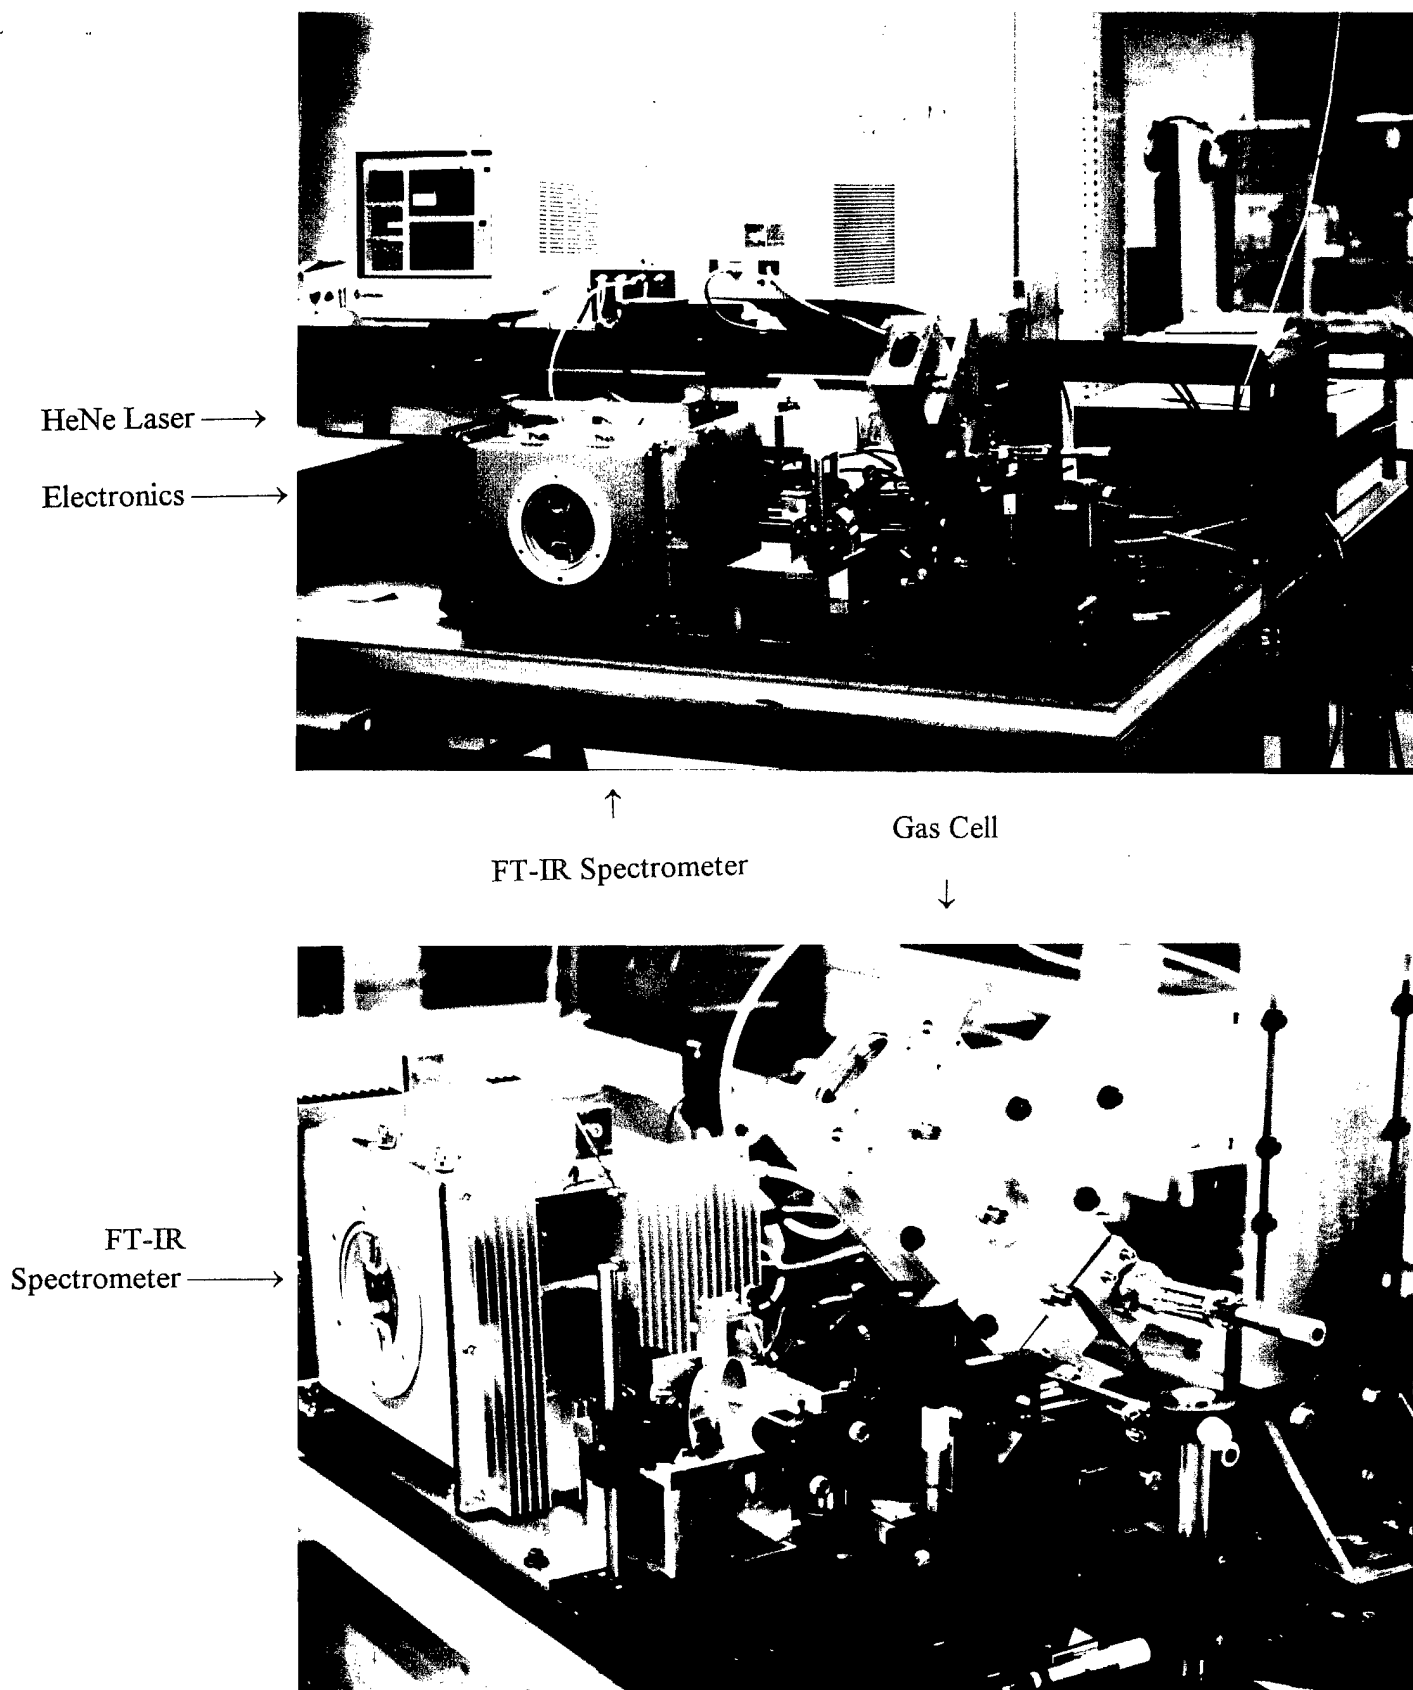 HeNe Laser
Electronics
FT-IR Spectrometer
Gas Cell
FT-IR
Spectrometer